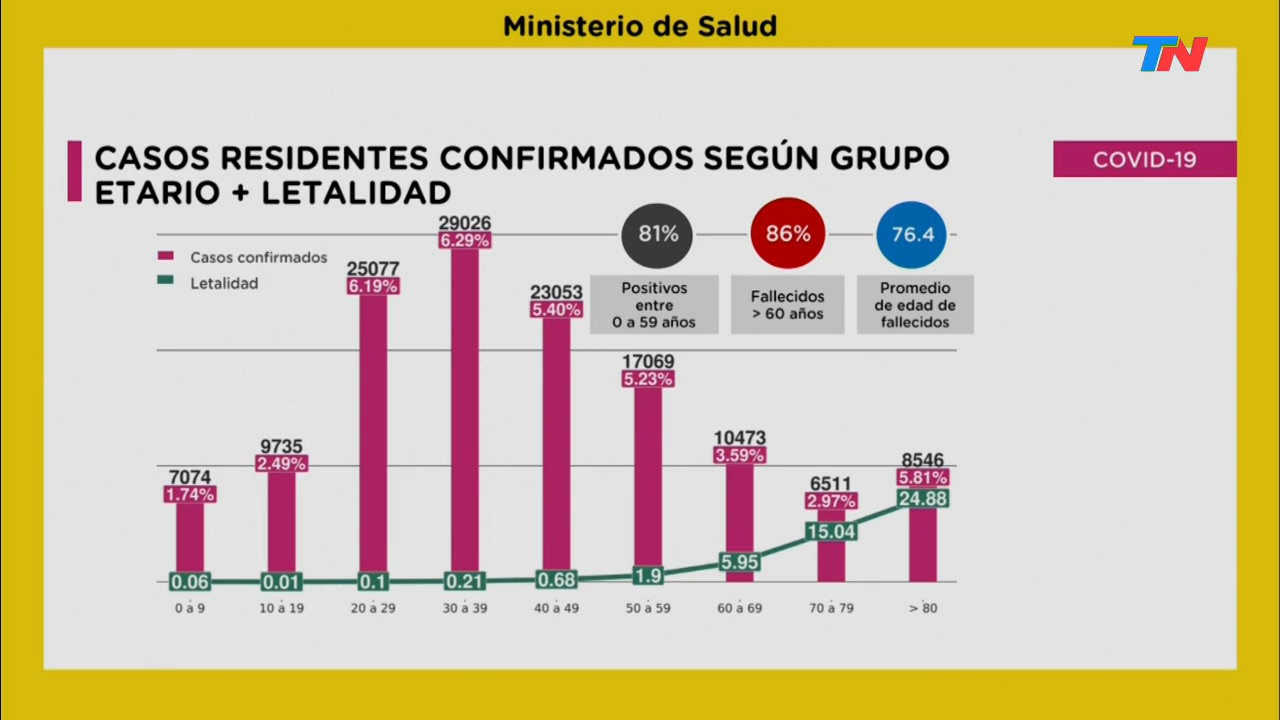 Ministerio de Salud
TN
CASOS RESIDENTES CONFIRMADOS SEGÚN GRUPO
ETARIO + LETALIDAD
COVID-19
Casos confirmados
Letalidad
81%
Positivos
entre
0 a 59 años
86%
Fallecidos
> 60 años
76.4
Promedio
de edad de
fallecidos
7074
1.74%
0.06
9735
2.49%
0.01
25077
6.19%
0.1
29026
6.29%
0.21
23053
5.40%
0.68
17069
5.23%
1.9
10473
3.59%
5.95
6511
2.97%
15.04
8546
5.81%
24.88
0 a 9
10 a 19
20 a 29
30 a 39
40 a 49
50 a 59
60 a 69
70 a 79
> 80